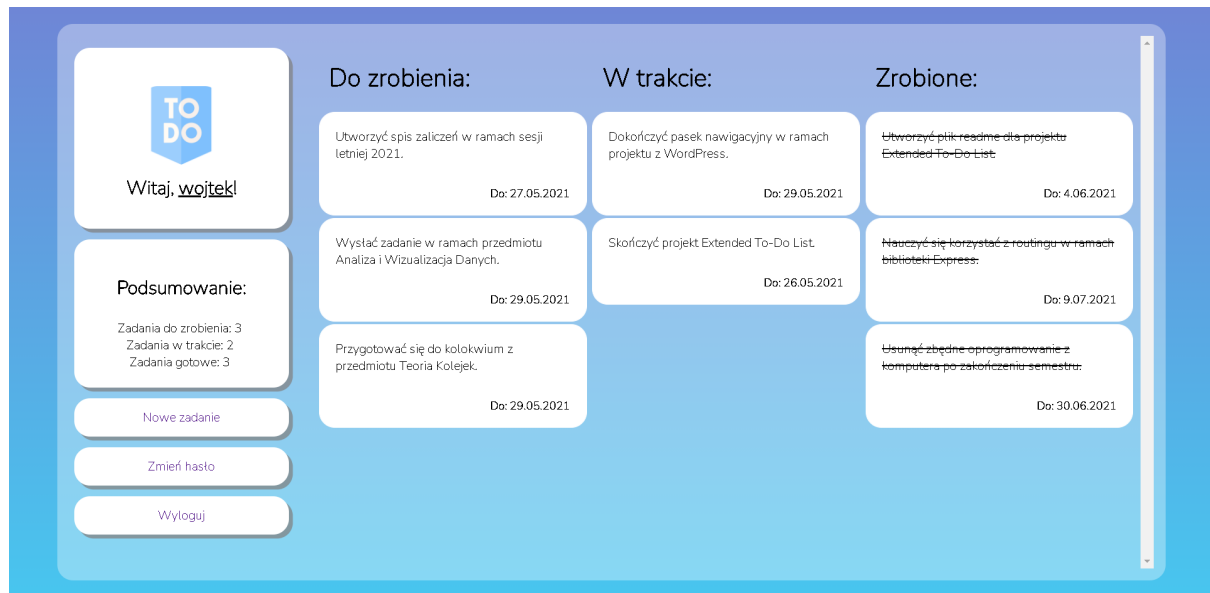 TO
DO
Witaj, wojtek!
Podsumowanie:
Zadania do zrobienia: 3
Zadania w trakcie: 2
Zadania gotowe: 3
Nowe zadanie
Zmień hasło
Wyloguj
Do zrobienia:
Utworzyć spis zaliczeń w ramach sesji
letniej 2021.
Do: 27.05.2021
Wysłać zadanie w ramach przedmiotu
Analiza i Wizualizacja Danych.
Do: 29.05.2021
Przygotować się do kolokwium z
przedmiotu Teoria Kolejek.
Do: 29.05.2021
W trakcie:
Dokończyć pasek nawigacyjny w ramach
projektu z WordPress.
Do: 29.05.2021
Skończyć projekt Extended To-Do List.
Do: 26.05.2021
Zrobione:
Utworzyć plik readme dla projektu
Extended To-Do List.
Do: 4.06.2021
Nauczyć się korzystać z routingu w ramach
biblioteki Express.
Do: 9.07.2021
Usunąć zbędne oprogramowanie z
komputera po zakończeniu semestru.
Do: 30.06.2021